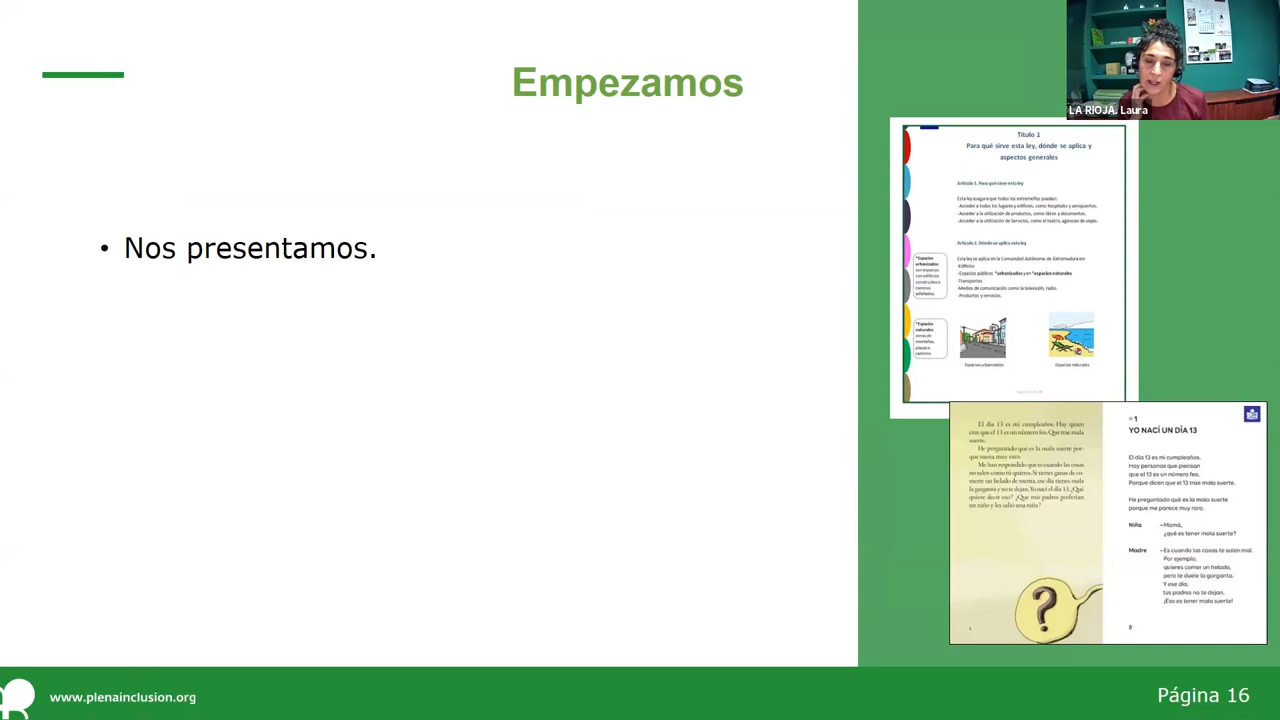 Empezamos
• Nos presentamos.
LA RIOJA. Laura
Título 1
Para qué sirve esta ley, dónde se aplica y
aspectos generales
Artículo 1. Para qué sirve esta ley
Esta ley asegura que todos los extremeños puedan:
-Acceder a todos los lugares y edificios, como hospitales y aeropuertos.
-Acceder a la utilización de productos, como libros y documentos.
-Acceder a la utilización de Servicios, como el teatro, agencias de viajes.
Artículo 2. Dónde se aplica esta ley
Esta ley se aplica en la Comunidad Autónoma de Extremadura en
-Edificios
- Espacios públicos *urbanizados y en *espacios naturales
-Transportes
-Medios de comunicación como la televisión, radio.
- Productos y servicios.
*Espacios
urbanizados:
son espacios
con edificios
construidos o
caminos
asfaltados.
*Espacios
naturales:
zonas de
montañas,
playas o
caminos.
Espacios urbanizados
Espacios naturales
El día 13 es mi cumpleaños. Hay quien
cree que el 13 es un número feo. Que trae mala
suerte.
He preguntado qué es la mala suerte por-
que suena muy raro.
Me han respondido que es cuando las cosas
no salen como tú quieres. Si tienes ganas de co-
merte un helado de menta, ese día tienes mala
la garganta y no te dejan. Yo nací el día 13. ¿Qué
quiere decir eso? ¿Que mis padres preferían
un niño y les salió una niña?
1
YO NACÍ UN DÍA 13
El día 13 es mi cumpleaños.
Hay personas que piensan
que el 13 es un número feo.
Porque dicen que el 13 trae mala suerte.
He preguntado qué es la mala suerte
porque me parece muy raro.
Niña –Mamá,
¿qué es tener mala suerte?
Madre –Es cuando las cosas te salen mal.
Por ejemplo,
quieres comer un helado,
pero te duele la garganta.
Y ese día,
tus padres no te dejan.
¡Eso es tener mala suerte!
8
www.plenainclusion.org
Página 16